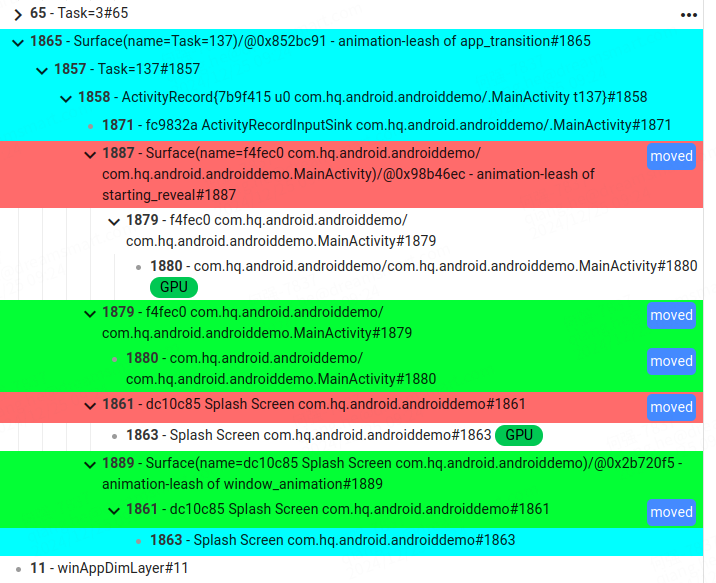 65 - Task=3#65
1865 - Surface(name=Task=137)/@0x852bc91 - animation-leash of app_transition#1865
1857 - Task=137#1857
1858 - ActivityRecord{7b9f415 u0 com.hq.android.androiddemo/.MainActivity t137}#1858
1871 - fc9832a ActivityRecordInputSink com.hq.android.androiddemo/.MainActivity#1871
1887 - Surface(name=f4fec0 com.hq.android.androiddemo/ moved
com.hq.android.androiddemo.MainActivity)/@0x98b46ec - animation-leash of
starting_reveal#1887
1879 - f4fec0 com.hq.android.androiddemo/
com.hq.android.androiddemo.MainActivity#1879
1880 - com.hq.android.androiddemo/com.hq.android.androiddemo.MainActivity#1880
GPU
1879 - f4fec0 com.hq.android.androiddemo/ moved
com.hq.android.androiddemo.MainActivity#1879
1880 - com.hq.android.androiddemo/ moved
com.hq.android.androiddemo.MainActivity#1880
1861 - dc10c85 Splash Screen com.hq.android.androiddemo#1861 moved
1863 - Splash Screen com.hq.android.androiddemo#1863 GPU
1889 - Surface(name=dc10c85 Splash Screen com.hq.android.androiddemo)/@0x2b720f5 -
animation-leash of window_animation#1889
1861 - dc10c85 Splash Screen com.hq.android.androiddemo#1861 moved
1863 - Splash Screen com.hq.android.androiddemo#1863
11 - winAppDimLayer#11